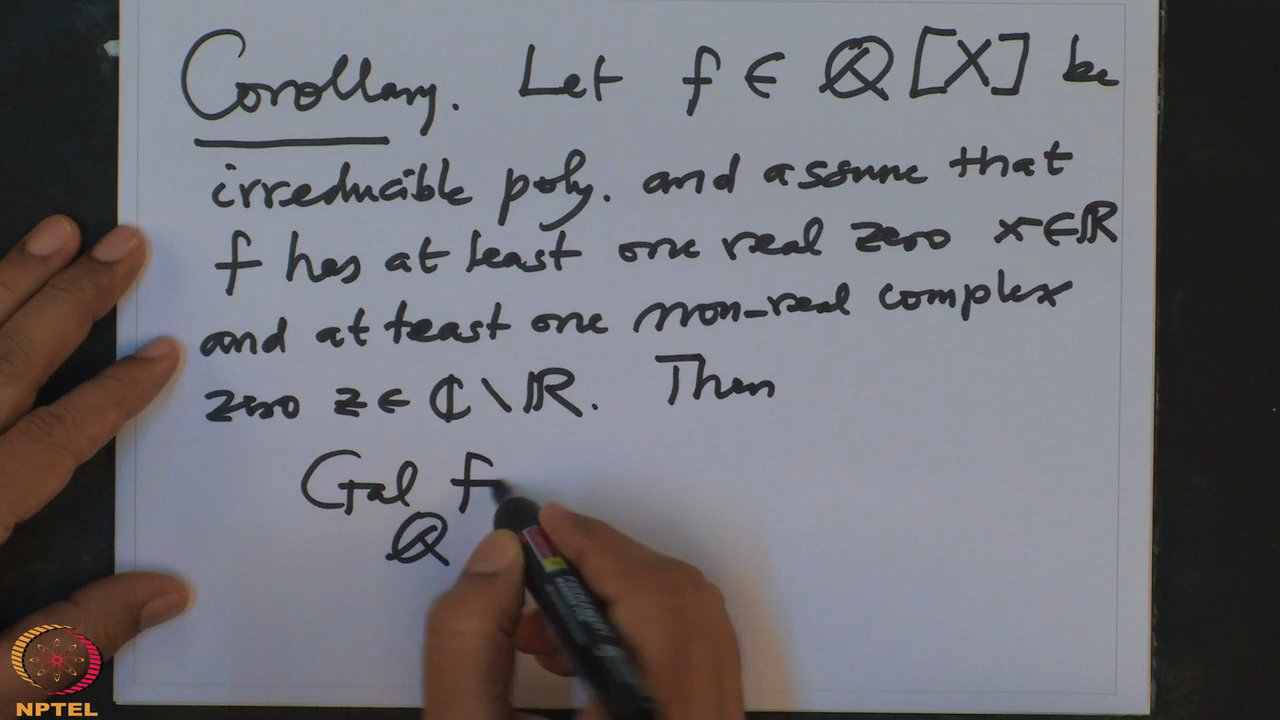 Corollary. Let f ∈ ℚ[X] be
irreducible poly. and assume that
f has at least one real zero x∈ℝ
and at least one non-real complex
zero z∈ ℂ\ℝ. Then
Gal f
ℚ
NPTEL